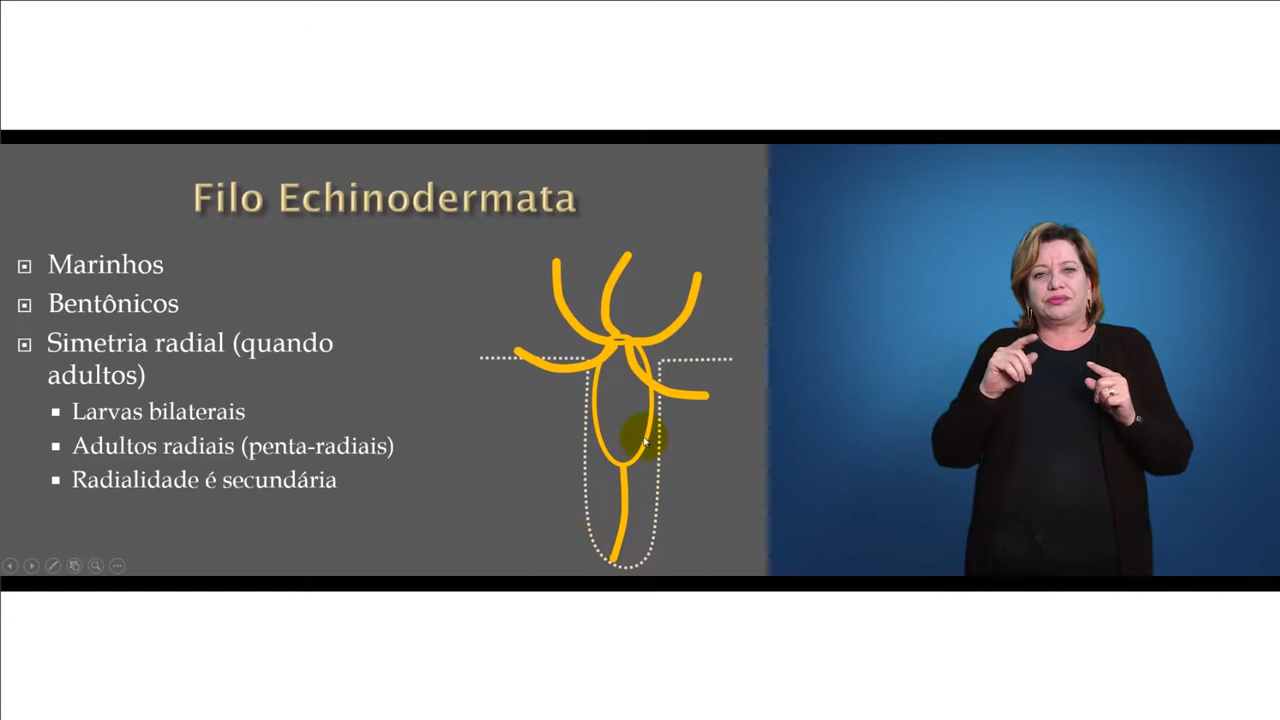 Filo Echinodermata
Marinhos
Bentônicos
Simetria radial (quando
adultos)
Larvas bilaterais
Adultos radiais (penta-radiais)
Radialidade é secundária